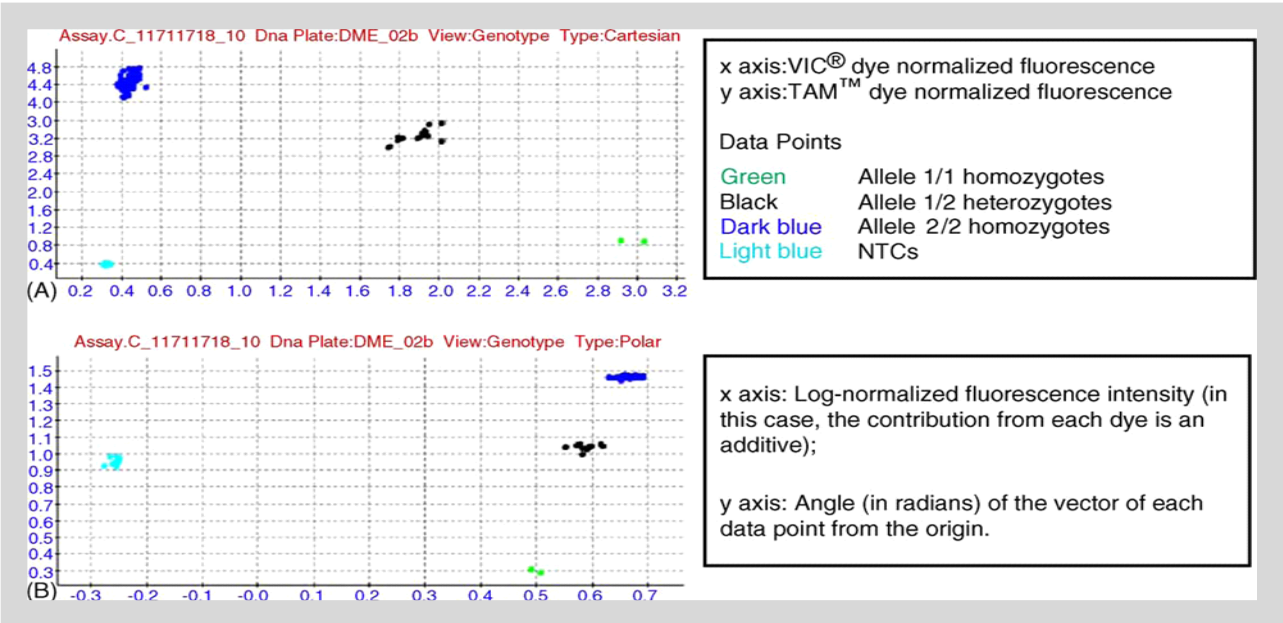 Assay.C_11711718_10 Dna Plate:DME_02b View:Genotype Type:Cartesian
4.8
4.4
4.0
3.0
3.2
2.8
2.4
2.0
1.6
1.2
0.8
0.4
(A) 0.2 0.4 0.6 0.8 1.0 1.2 1.4 1.6 1.8 2.0 2.2 2.4 2.6 2.8 3.0 3.2
x axis:VIC® dye normalized fluorescence
y axis:TAM™ dye normalized fluorescence
Data Points
Green Allele 1/1 homozygotes
Black Allele 1/2 heterozygotes
Dark blue Allele 2/2 homozygotes
Light blue NTCs
Assay.C_11711718_10 Dna Plate:DME_02b View:Genotype Type:Polar
1.5
1.4
1.3
1.2
1.1
1.0
0.9
0.8
0.7
0.6
0.5
0.4
0.3
(B) -0.3 -0.2 -0.1 -0.0 0.1 0.2 0.3 0.4 0.5 0.6 0.7
x axis: Log-normalized fluorescence intensity (in
this case, the contribution from each dye is an
additive);
y axis: Angle (in radians) of the vector of each
data point from the origin.